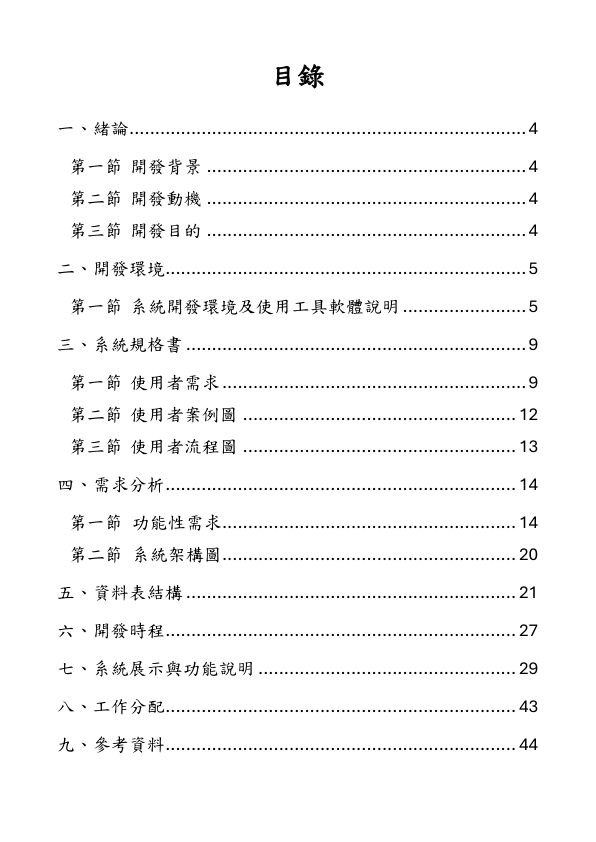 目錄
一、緒論 4
第一節 開發背景 4
第二節 開發動機 4
第三節 開發目的 4
二、開發環境 5
第一節 系統開發環境及使用工具軟體說明 5
三、系統規格書 9
第一節 使用者需求 9
第二節 使用者案例圖 12
第三節 使用者流程圖 13
四、需求分析 14
第一節 功能性需求 14
第二節 系統架構圖 20
五、資料表結構 21
六、開發時程 27
七、系統展示與功能說明 29
八、工作分配 43
九、參考資料 44